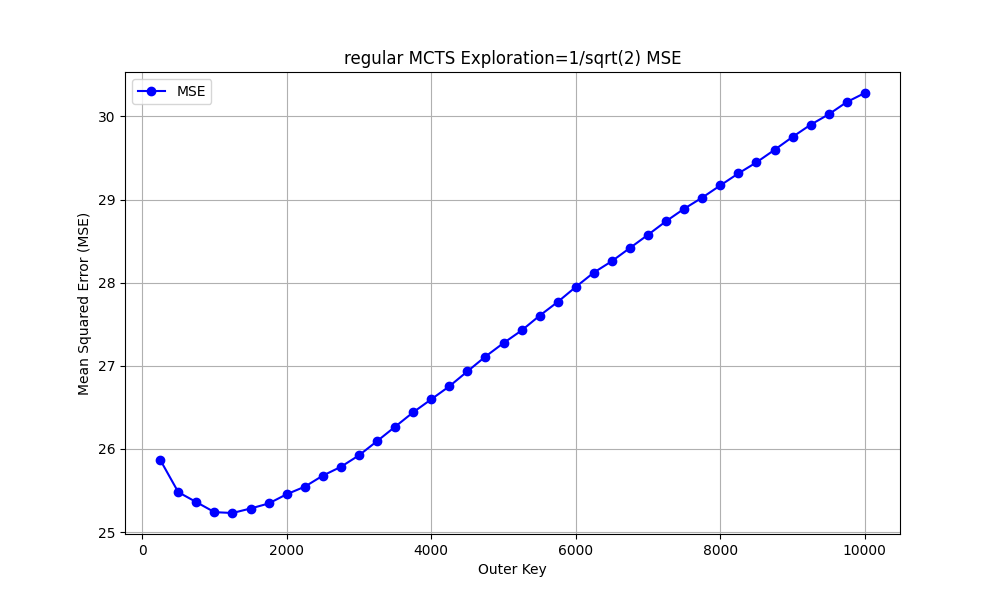 regular MCTS Exploration=1/sqrt(2) MSE
MSE
Mean Squared Error (MSE)
30
29
28
27
26
25
0 2000 4000 6000 8000 10000
Outer Key